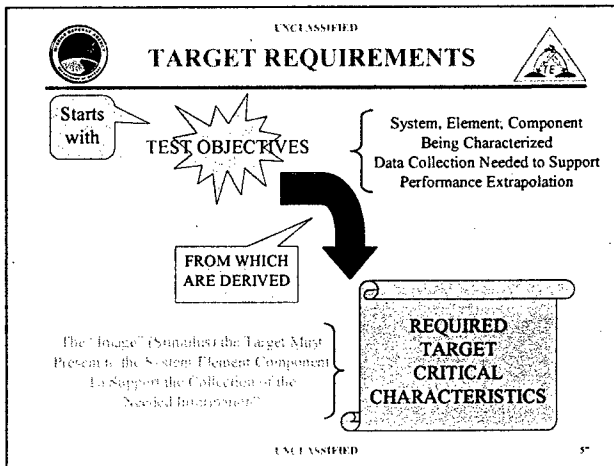 UNCLASSIFIED
TARGET REQUIREMENTS
TE
Starts
with
TEST OBJECTIVES
System, Element, Component
Being Characterized
Data Collection Needed to Support
Performance Extrapolation
FROM WHICH
ARE DERIVED
The "Image" (Stimulus) the Target Must
Present to the System Element Component
To Support the Collection of the
Needed Information
REQUIRED
TARGET
CRITICAL
CHARACTERISTICS
UNCLASSIFIED